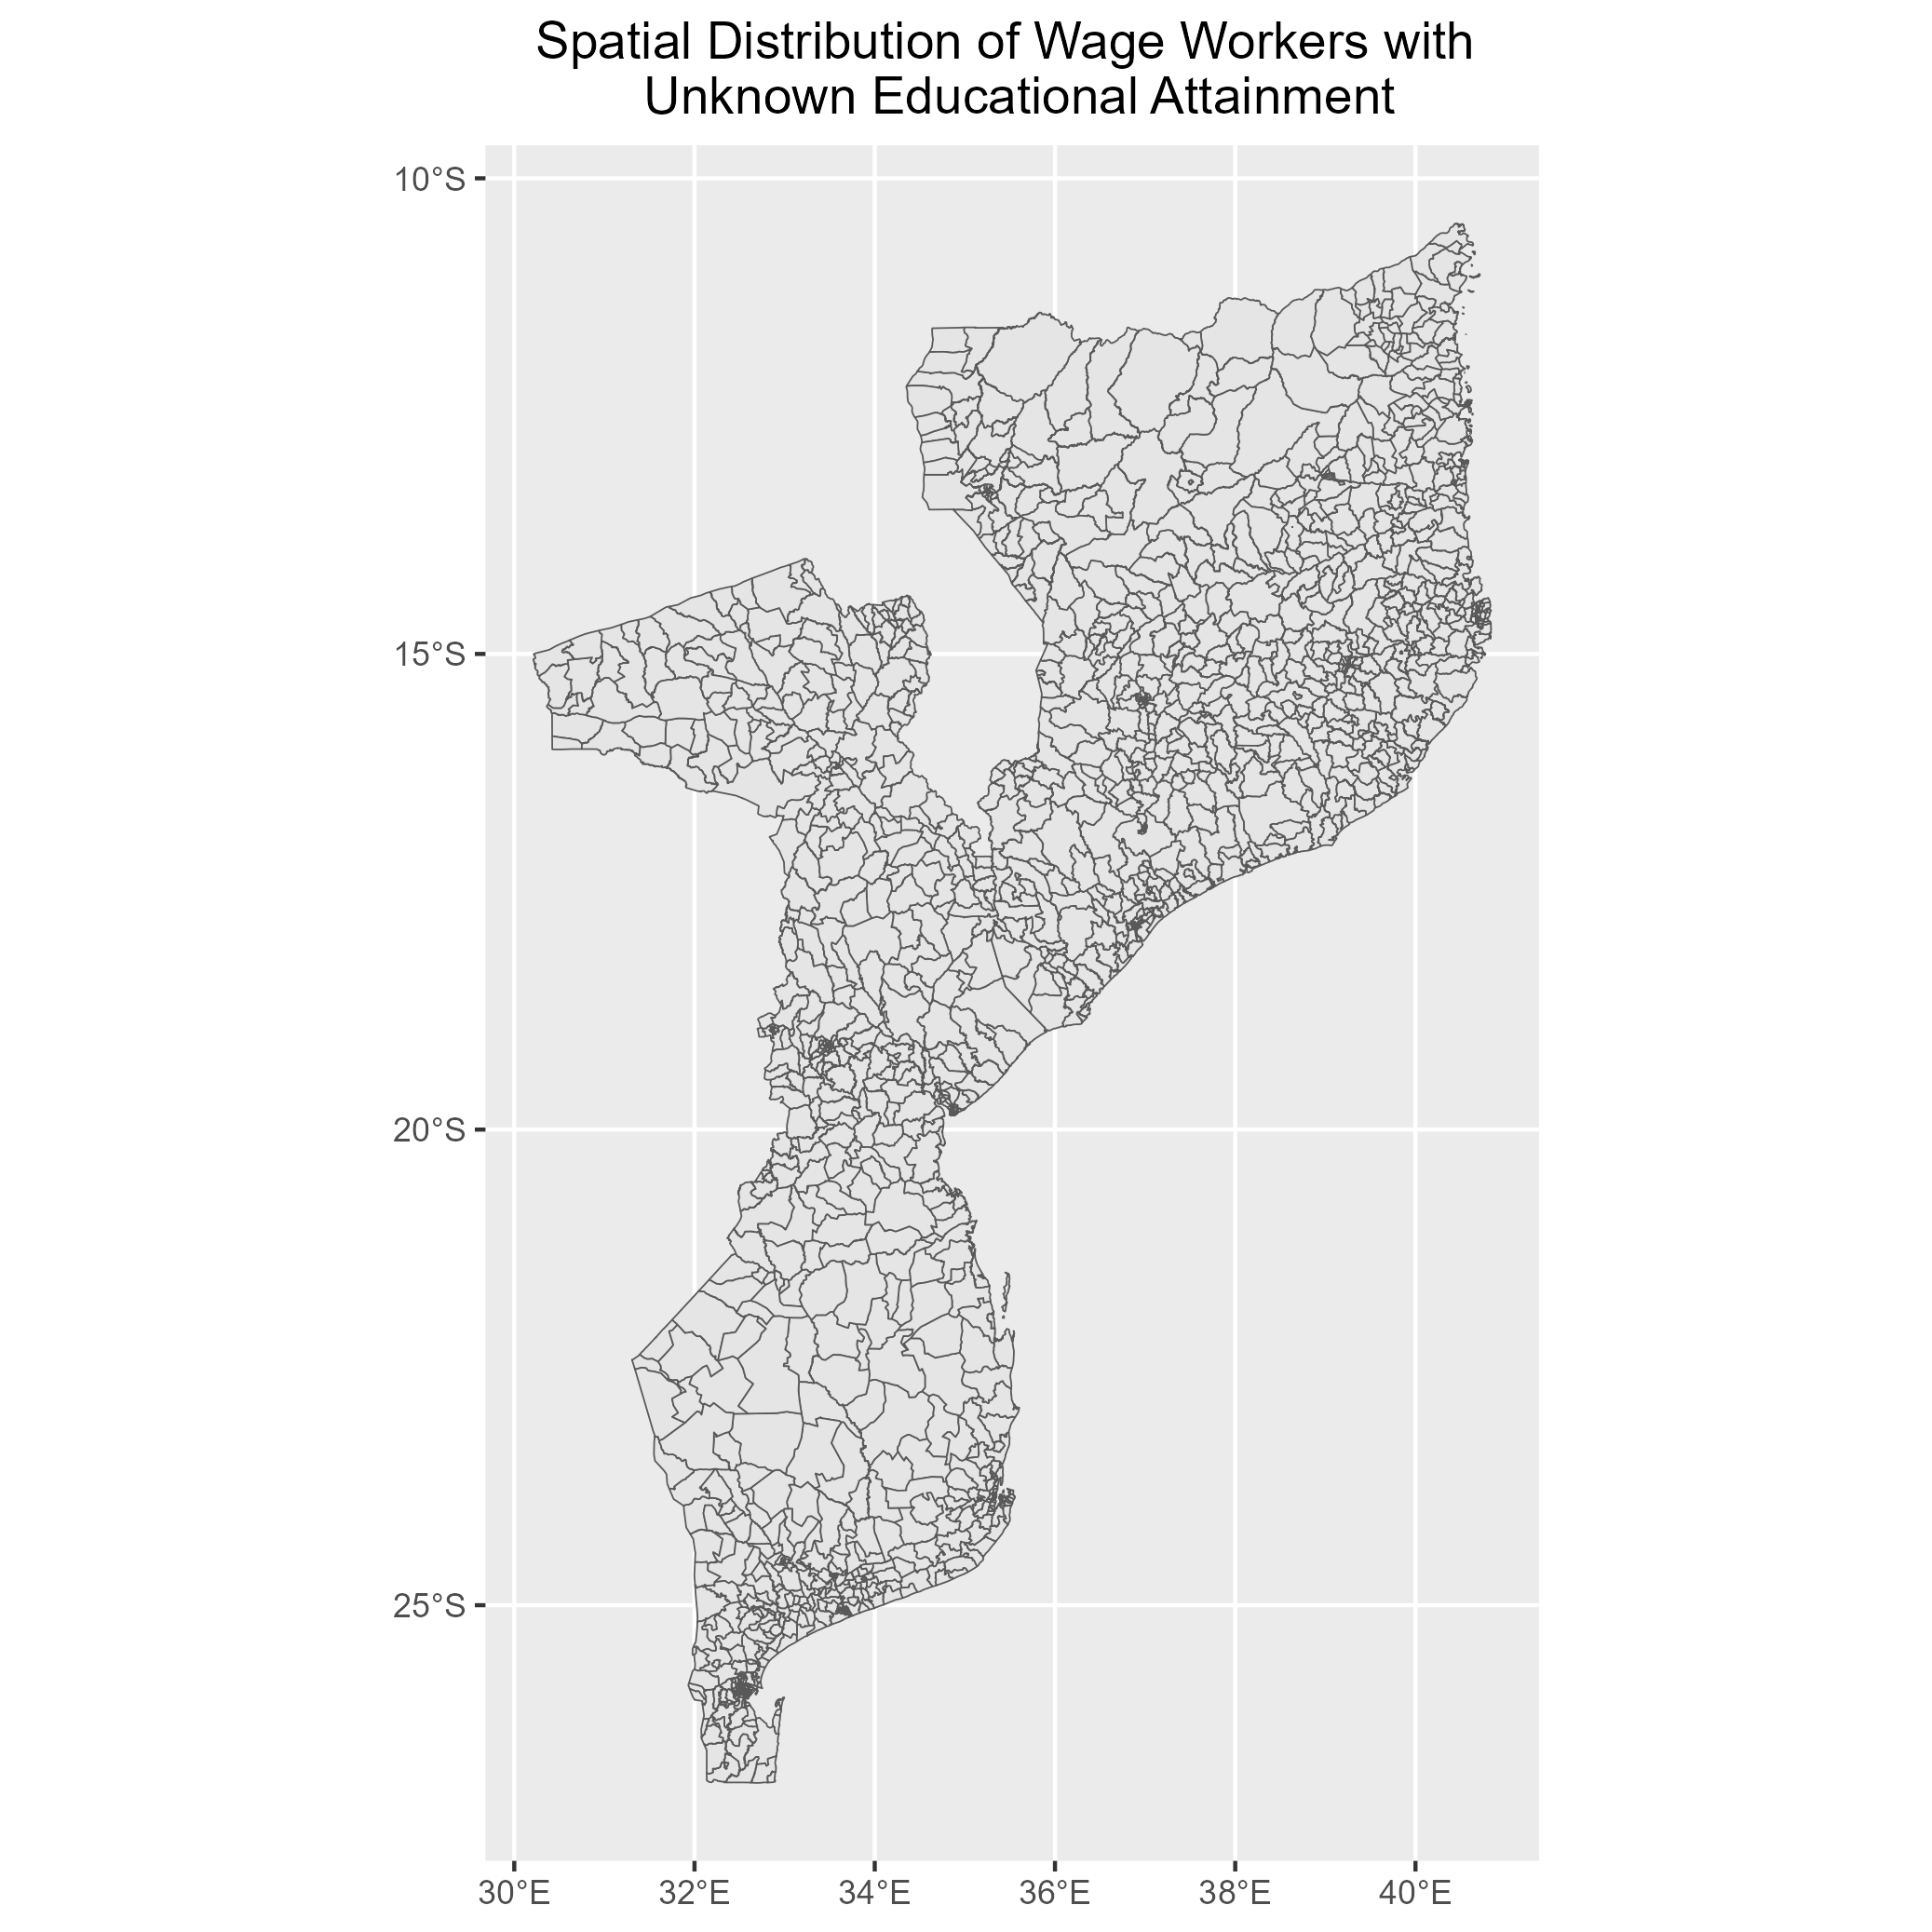 Spatial Distribution of Wage Workers with
Unknown Educational Attainment
10°S
15°S
20°S
25°S
30°E
32°E
34°E
36°E
38°E
40°E